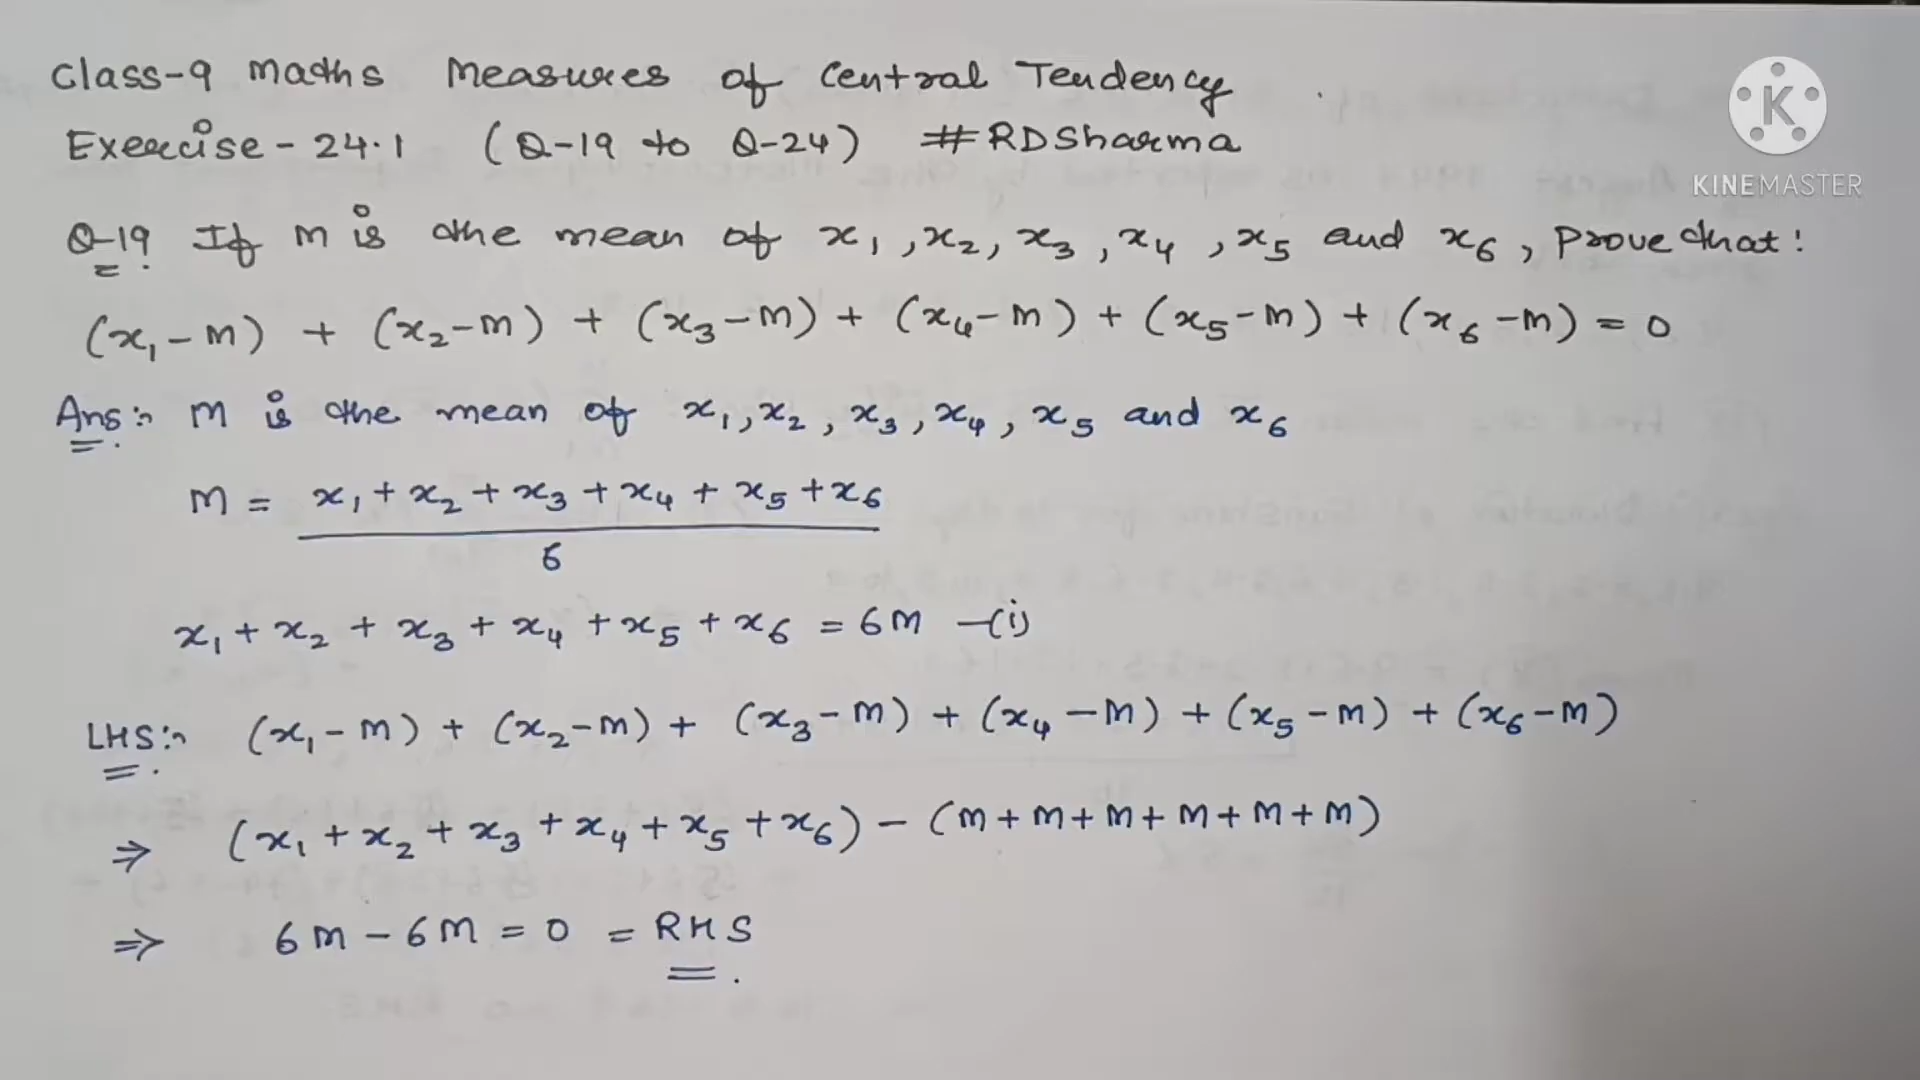 Class-9 Maths Measures of Central Tendency
Exercise - 24.1 (Q-19 to Q-24) #RDSharma
KINEMASTER
Q-19 If M is the mean of x₁, x₂, x₃, x₄, x₅ and x₆, Prove that:
(x₁-M) + (x₂-M) + (x₃-M) + (x₄-M) + (x₅-M) + (x₆-M) = 0
Ans:- M is the mean of x₁, x₂, x₃, x₄, x₅ and x₆
M = x₁ + x₂ + x₃ + x₄ + x₅ + x₆
6
x₁ + x₂ + x₃ + x₄ + x₅ + x₆ = 6M -(i)
LHS:- (x₁-M) + (x₂-M) + (x₃-M) + (x₄-M) + (x₅-M) + (x₆-M)
⇒ (x₁ + x₂ + x₃ + x₄ + x₅ + x₆) - (M+M+M+M+M+M)
⇒ 6M - 6M = 0 = RHS